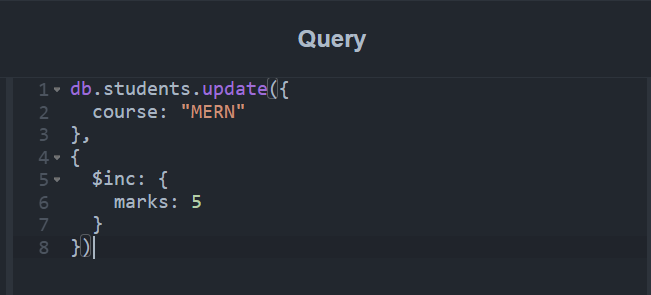 Query
1 db.students.update({
2   course: "MERN"
3 },
4 {
5   $inc: {
6     marks: 5
7   }
8 })